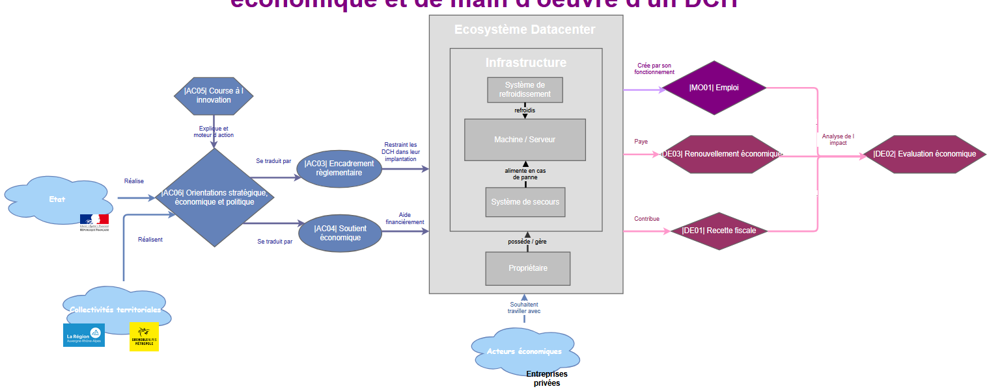 économique et de main d'oeuvre d'un DCH
Ecosystème Datacenter
Infrastructure
Système de
refroidissement
refroidis
Machine / Serveur
alimente en cas
de panne
Système de secours
possède / gère
Propriétaire
Souhaitent
traviller avec
Acteurs économiques
Entreprises
privées
|AC05| Course à l
innovation
Explique et
moteur d action
|AC06| Orientations stratégique,
économique et politique
Etat
Réalise
RÉPUBLIQUE FRANÇAISE
Réalisent
Collectivités territoriales
La Région
Auvergne-Rhône-Alpes
GRENOBLEALPES
MÉTROPOLE
Se traduit par
|AC03| Encadrement
règlementaire
Restraint les
DCH dans leur
implantation
Se traduit par
|AC04| Soutient
économique
Aide
financièrement
Crée par son
fonctionnement
|MO01| Emploi
Paye
DE03| Renouvellement économique
Contribue
|DE01| Recette fiscale
Analyse de l
impact
|DE02| Evaluation économique